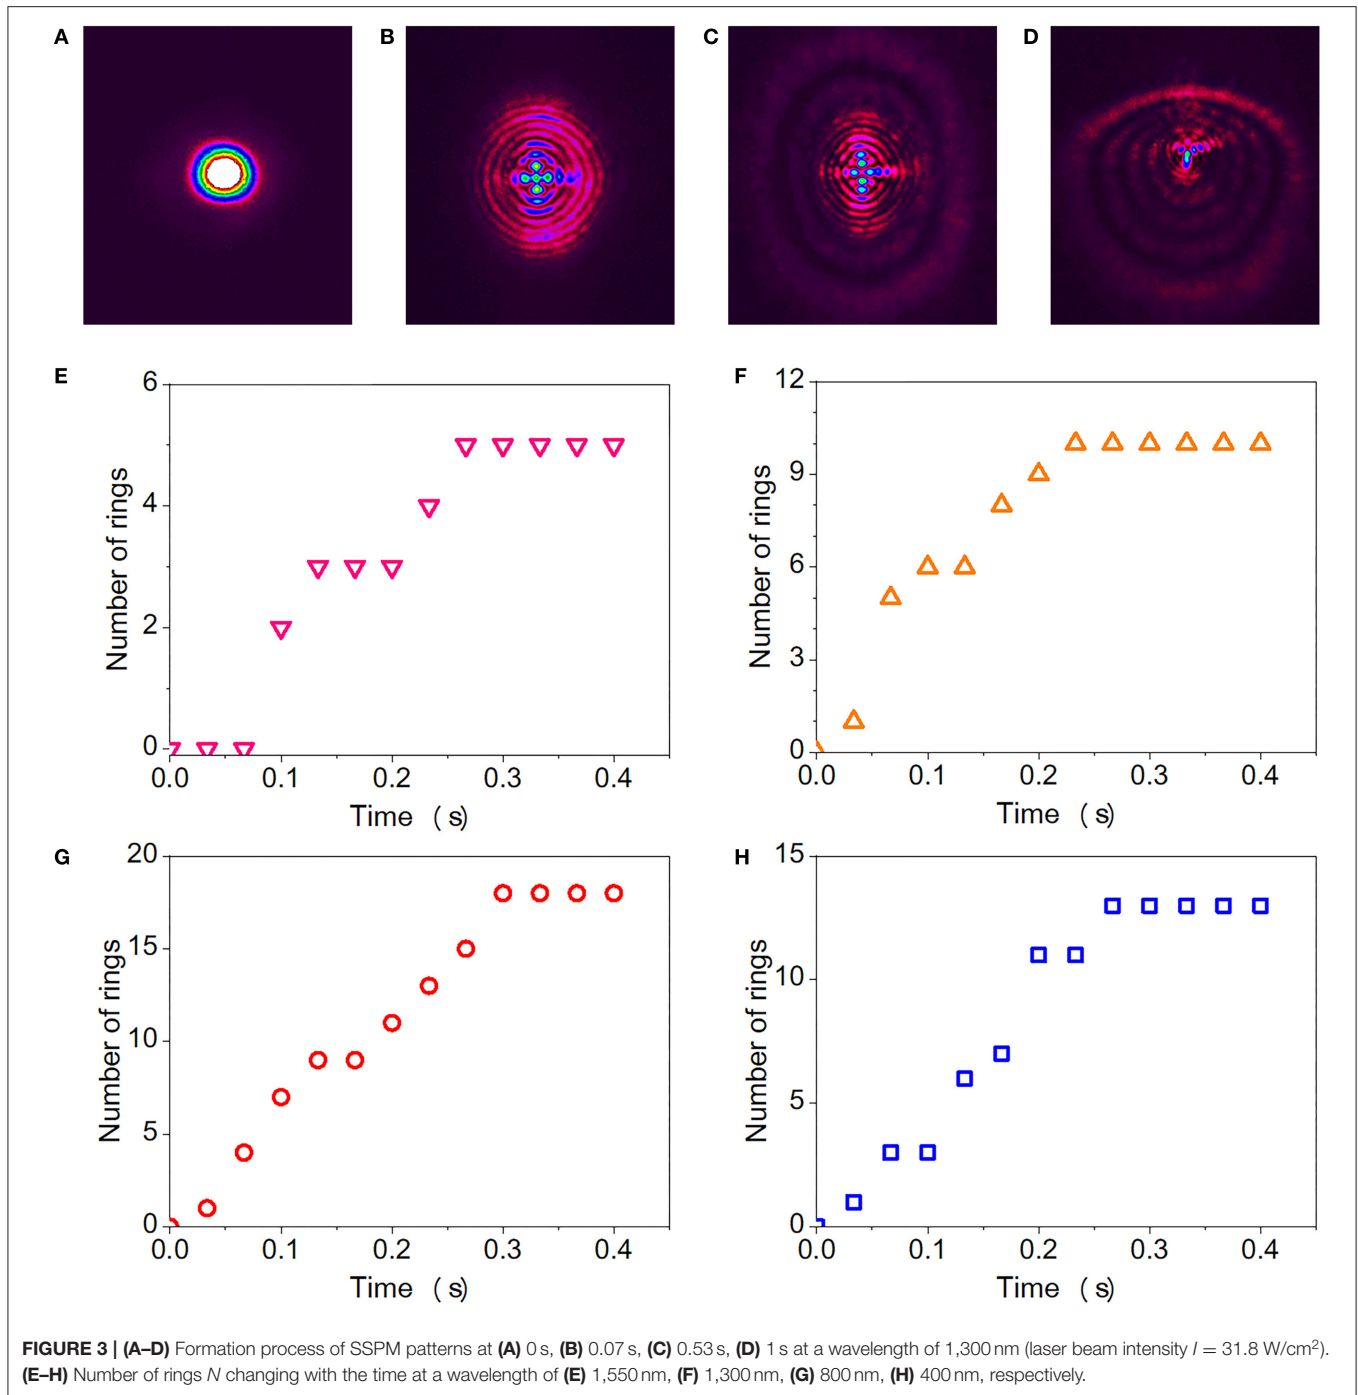 A B C D
E F
6
4
2
0
Number of rings
0.0 0.1 0.2 0.3 0.4
Time (s)
12
9
6
3
0
Number of rings
0.0 0.1 0.2 0.3 0.4
Time (s)
G H
20
15
10
5
0
Number of rings
0.0 0.1 0.2 0.3 0.4
Time (s)
15
10
5
0
Number of rings
0.0 0.1 0.2 0.3 0.4
Time (s)
FIGURE 3 | (A–D) Formation process of SSPM patterns at (A) 0 s, (B) 0.07 s, (C) 0.53 s, (D) 1 s at a wavelength of 1,300 nm (laser beam intensity I = 31.8 W/cm²).
(E–H) Number of rings N changing with the time at a wavelength of (E) 1,550 nm, (F) 1,300 nm, (G) 800 nm, (H) 400 nm, respectively.